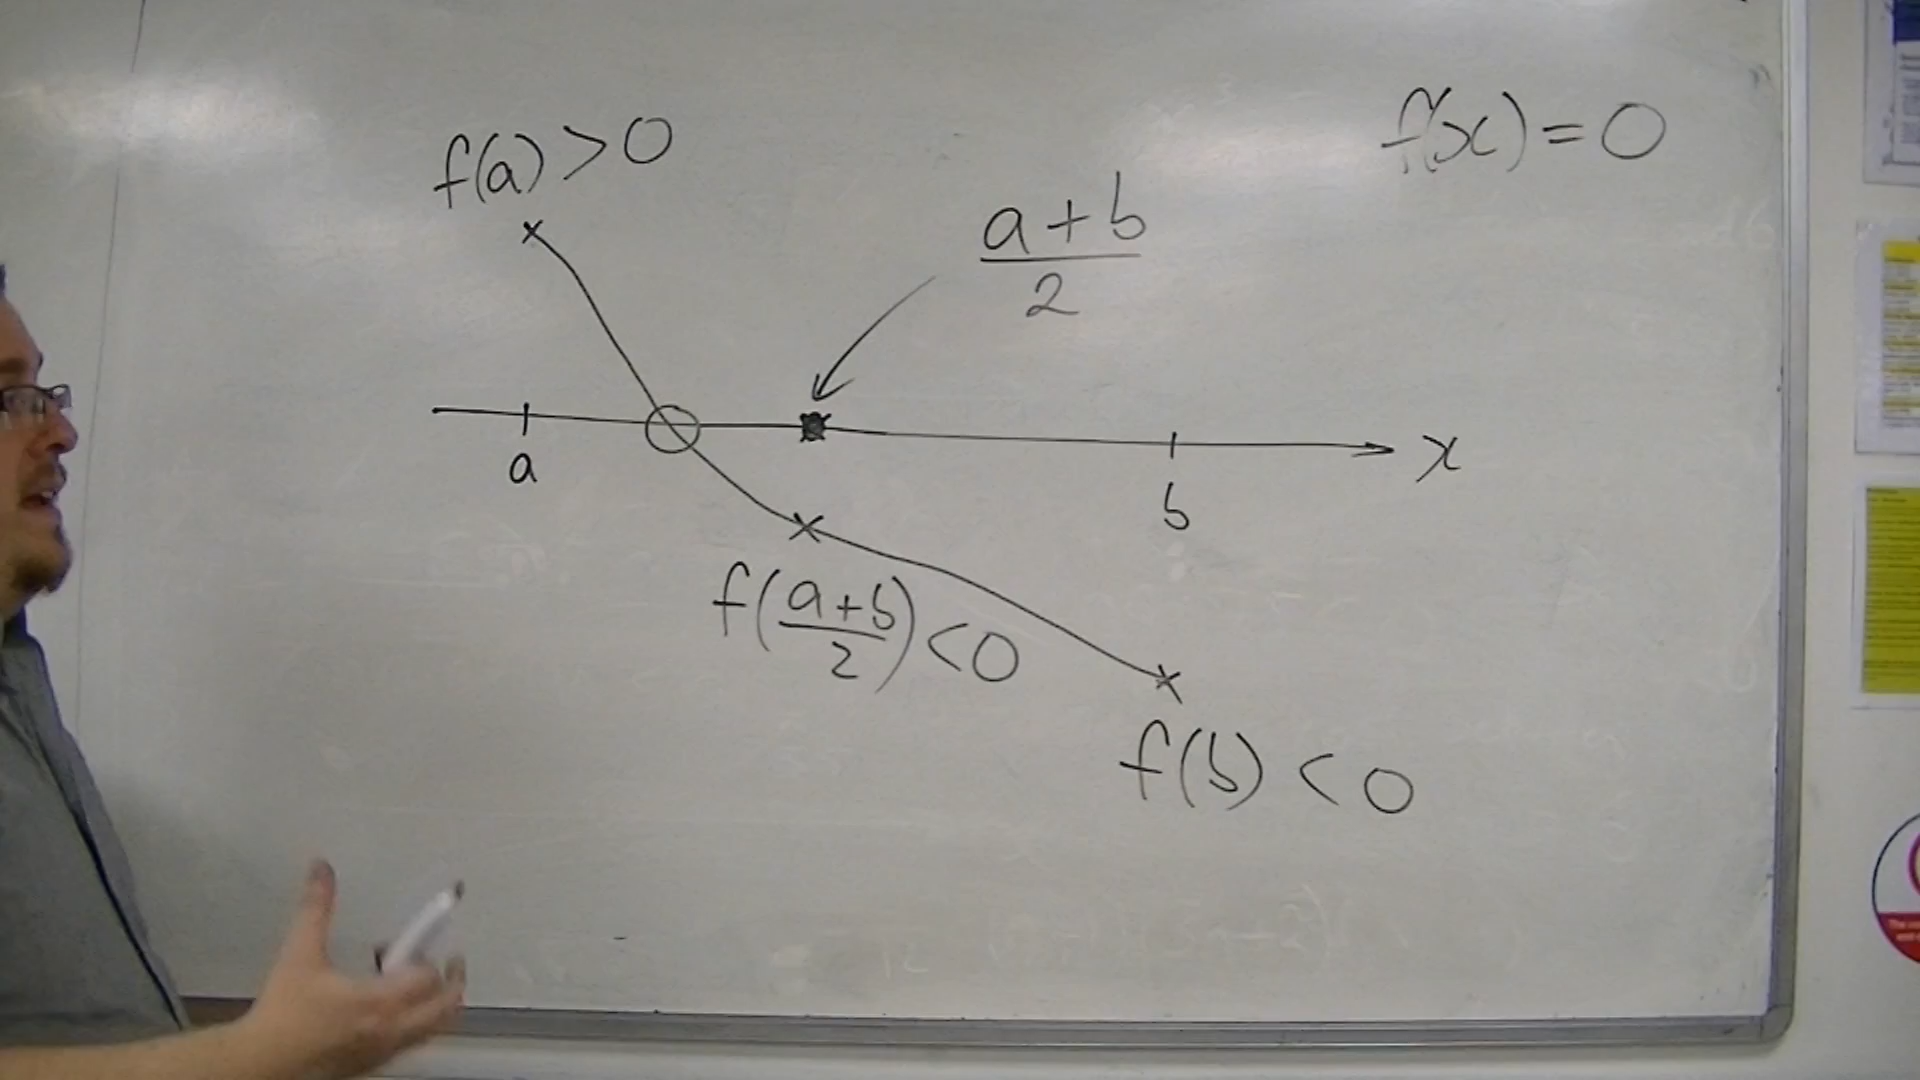 f(a) > 0
f(x) = 0
a + b
2
a
b
x
f(a+b/2) < 0
f(b) < 0